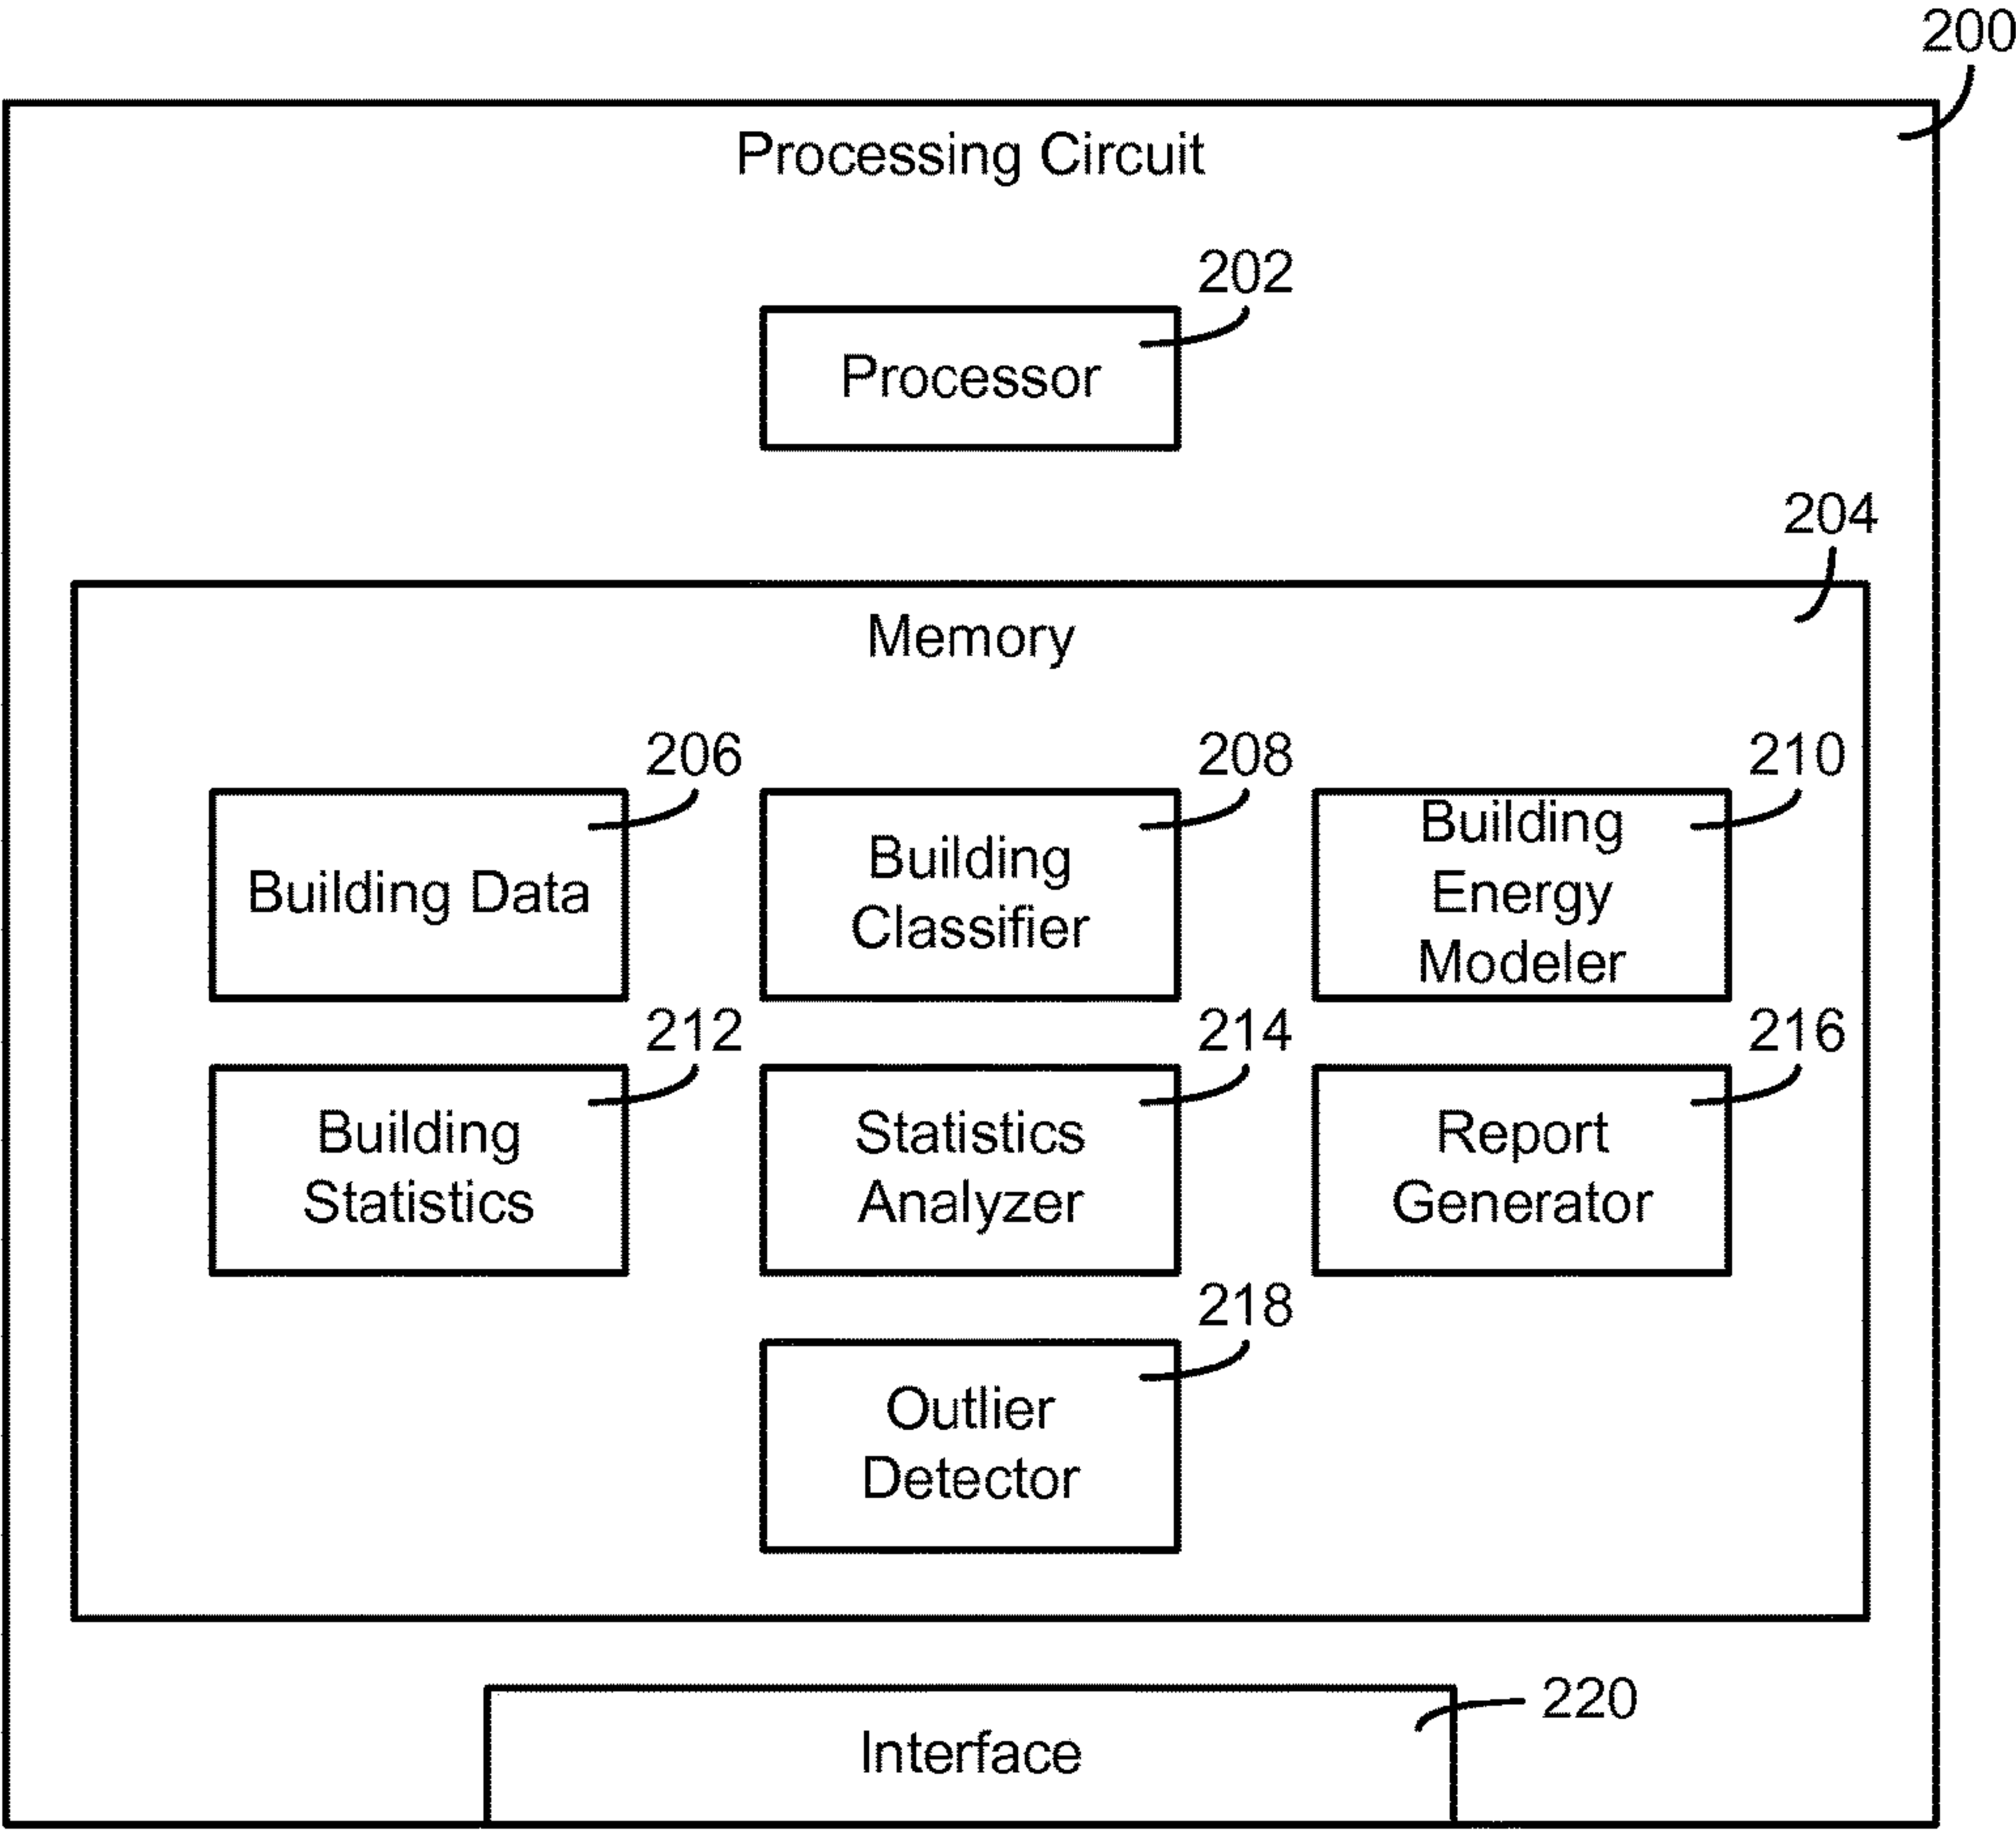 200
Processing Circuit
202
Processor
204
Memory
206
Building Data
208
Building
Classifier
210
Building
Energy
Modeler
212
Building
Statistics
214
Statistics
Analyzer
216
Report
Generator
218
Outlier
Detector
220
Interface